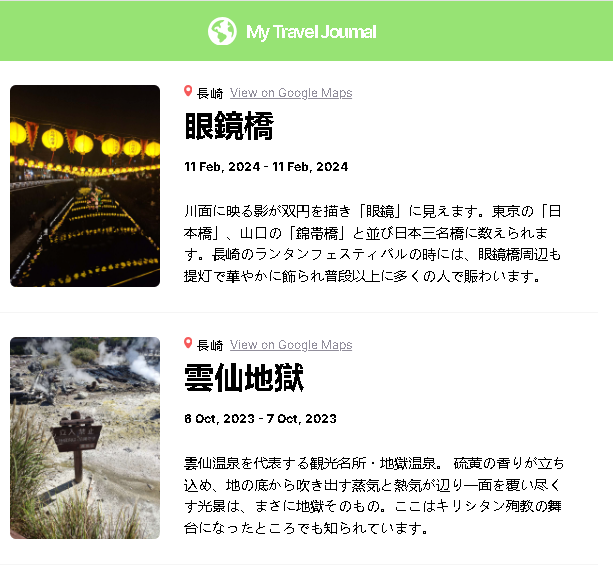 My Travel Journal
長崎 View on Google Maps
眼鏡橋
11 Feb, 2024 - 11 Feb, 2024
川面に映る影が双円を描き「眼鏡」に見えます。東京の「日
本橋」、山口の「錦帯橋」と並び日本三名橋に数えられま
す。長崎のランタンフェスティバルの時には、眼鏡橋周辺も
提灯で華やかに飾られ普段以上に多くの人で賑わいます。
長崎 View on Google Maps
雲仙地獄
6 Oct, 2023 - 7 Oct, 2023
雲仙温泉を代表する観光名所・地獄温泉。 硫黄の香りが立ち
込め、地の底から吹き出す蒸気と熱気が辺り一面を覆い尽く
す光景は、まさに地獄そのもの。ここはキリシタン殉教の舞
台になったところでも知られています。